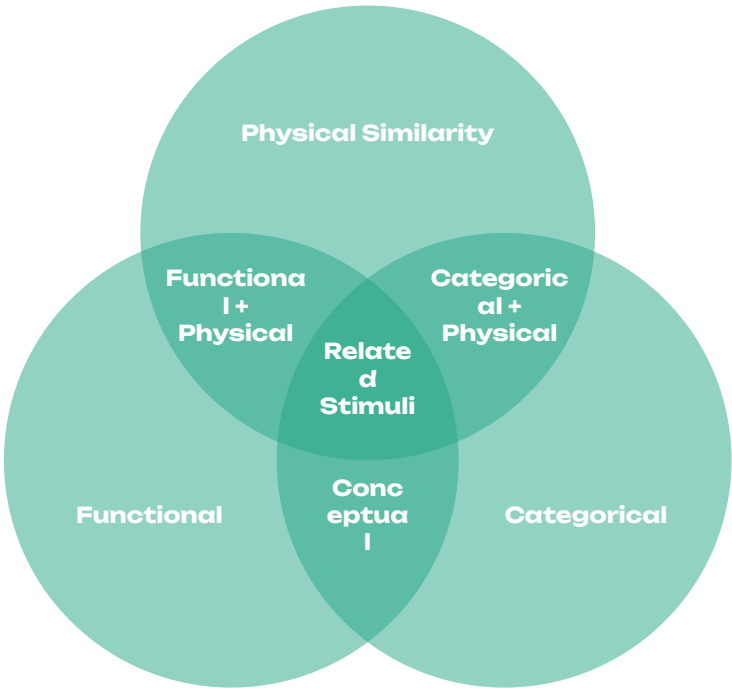 Physical Similarity
Functiona
l +
Physical
Categoric
al +
Physical
Relate
d
Stimuli
Conc
eptua
l
Functional
Categorical